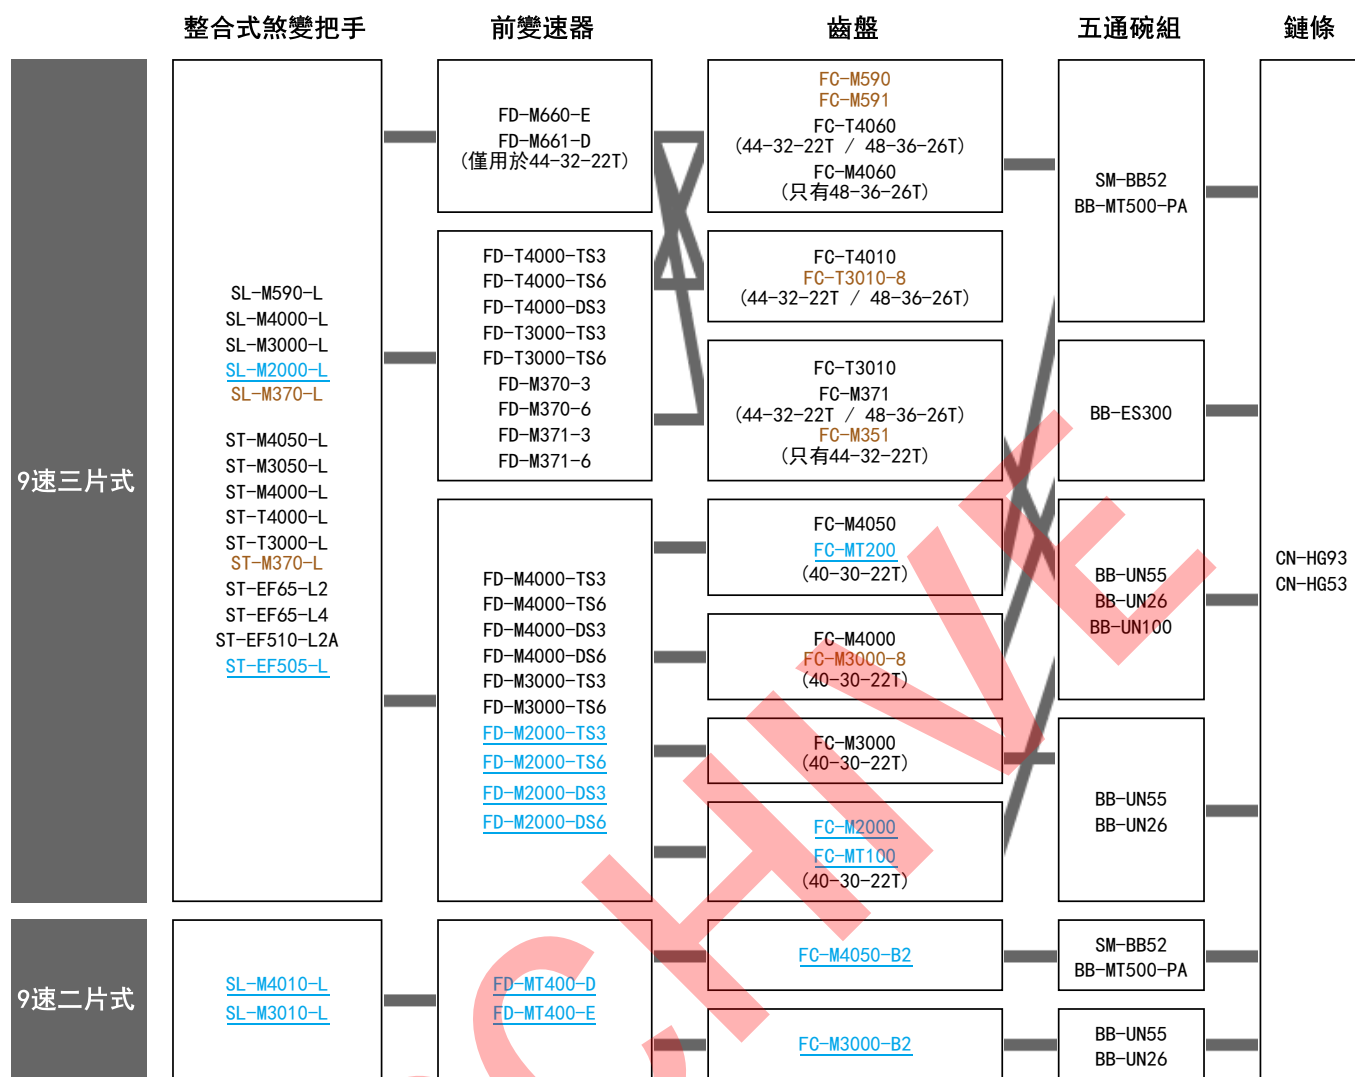 整合式煞變把手
前變速器
齒盤
五通碗組
鏈條
9速三片式
SL-M590-L
SL-M4000-L
SL-M3000-L
SL-M2000-L
SL-M370-L
ST-M4050-L
ST-M3050-L
ST-M4000-L
ST-T4000-L
ST-T3000-L
ST-M370-L
ST-EF65-L2
ST-EF65-L4
ST-EF510-L2A
ST-EF505-L
FD-M660-E
FD-M661-D
(僅用於44-32-22T)
FD-T4000-TS3
FD-T4000-TS6
FD-T4000-DS3
FD-T3000-TS3
FD-T3000-TS6
FD-M370-3
FD-M370-6
FD-M371-3
FD-M371-6
FD-M4000-TS3
FD-M4000-TS6
FD-M4000-DS3
FD-M4000-DS6
FD-M3000-TS3
FD-M3000-TS6
FD-M2000-TS3
FD-M2000-TS6
FD-M2000-DS3
FD-M2000-DS6
FC-M590
FC-M591
FC-T4060
(44-32-22T / 48-36-26T)
FC-M4060
(只有48-36-26T)
FC-T4010
FC-T3010-8
(44-32-22T / 48-36-26T)
FC-T3010
FC-M371
(44-32-22T / 48-36-26T)
FC-M351
(只有44-32-22T)
FC-M4050
FC-MT200
(40-30-22T)
FC-M4000
FC-M3000-8
(40-30-22T)
FC-M3000
(40-30-22T)
FC-M2000
FC-MT100
(40-30-22T)
SM-BB52
BB-MT500-PA
BB-ES300
BB-UN55
BB-UN26
BB-UN100
BB-UN55
BB-UN26
CN-HG93
CN-HG53
9速二片式
SL-M4010-L
SL-M3010-L
FD-MT400-D
FD-MT400-E
FC-M4050-B2
FC-M3000-B2
SM-BB52
BB-MT500-PA
BB-UN55
BB-UN26
CHIVE